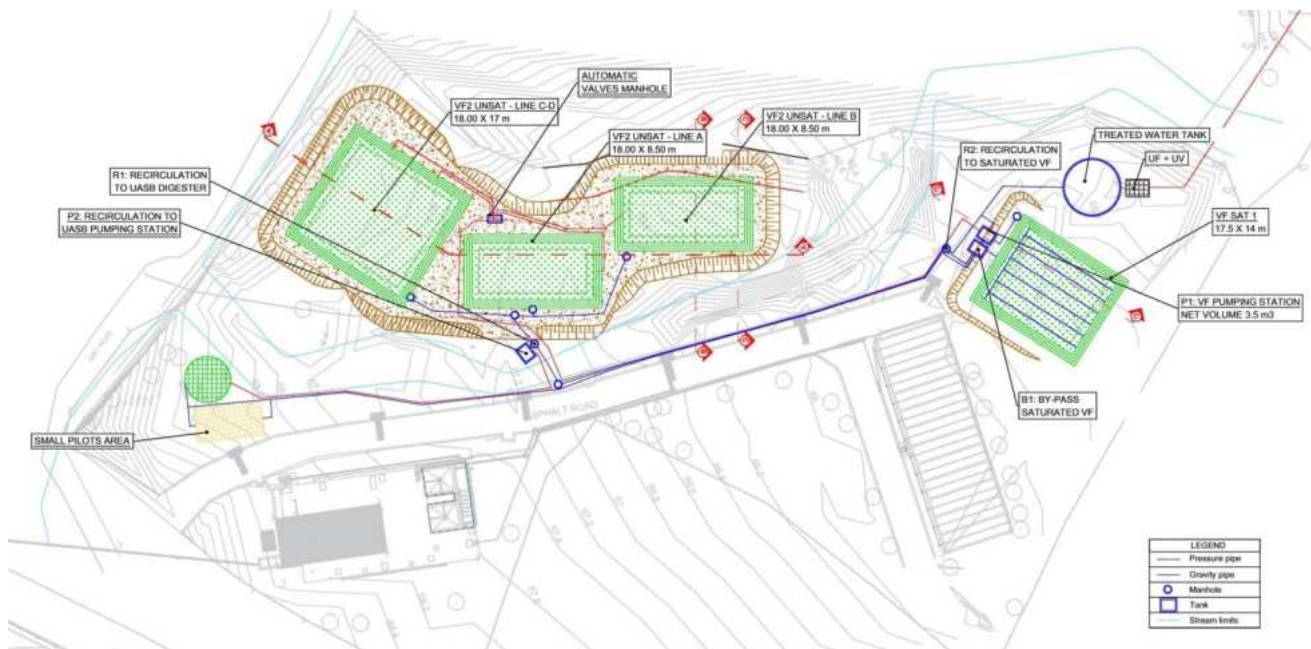 AUTOMATIC
VALVES MANHOLE
VF2 UNSAT - LINE C-D
18.00 X 17 m
VF2 UNSAT - LINE A
18.00 X 8.50 m
VF2 UNSAT - LINE B
18.00 X 8.50 m
R2: RECIRCULATION
TO SATURATED VF
TREATED WATER TANK
UF + UV
R1: RECIRCULATION
TO UASB DIGESTER
P2: RECIRCULATION TO
UASB PUMPING STATION
VF SAT 1
17.5 X 14 m
P1: VF PUMPING STATION
NET VOLUME 3.5 m3
B1: BY-PASS
SATURATED VF
SMALL PILOTS AREA
ASPHALT ROAD
LEGEND
Pressure pipe
Gravity pipe
Manhole
Tank
Stream limits